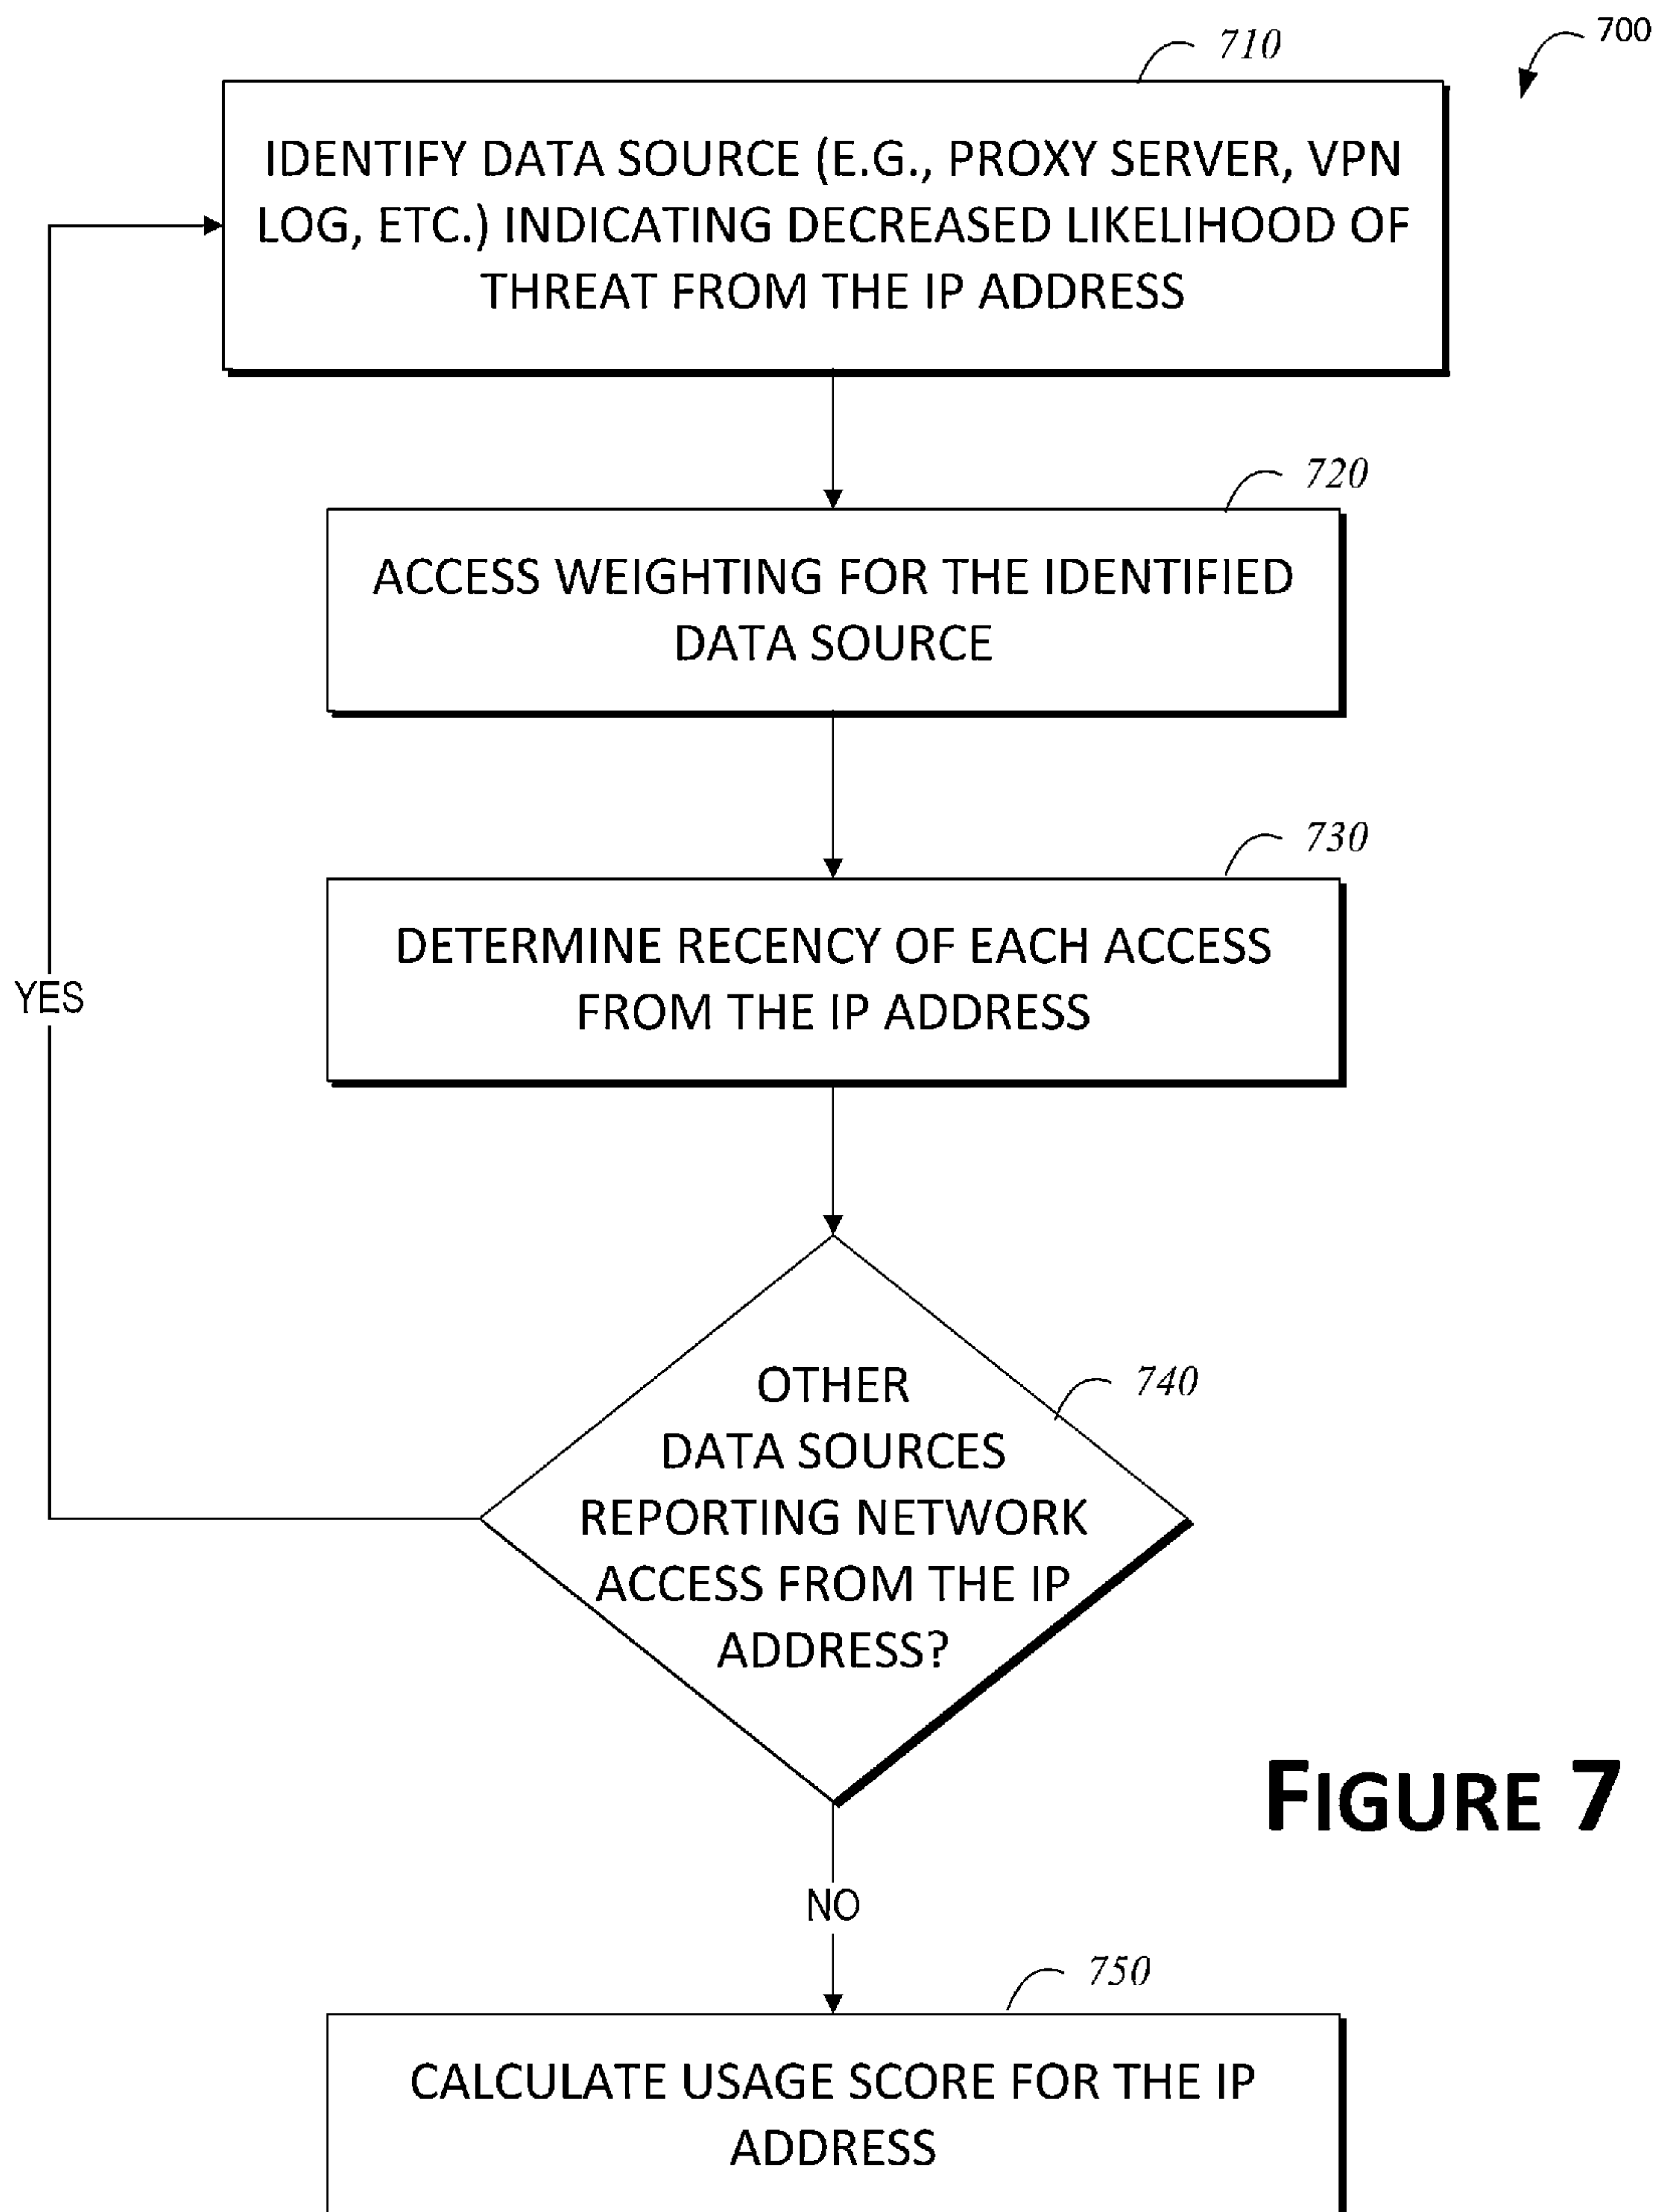 700
710
IDENTIFY DATA SOURCE (E.G., PROXY SERVER, VPN
LOG, ETC.) INDICATING DECREASED LIKELIHOOD OF
THREAT FROM THE IP ADDRESS
720
ACCESS WEIGHTING FOR THE IDENTIFIED
DATA SOURCE
730
DETERMINE RECENCY OF EACH ACCESS
FROM THE IP ADDRESS
YES
740
OTHER
DATA SOURCES
REPORTING NETWORK
ACCESS FROM THE IP
ADDRESS?
FIGURE 7
NO
750
CALCULATE USAGE SCORE FOR THE IP
ADDRESS